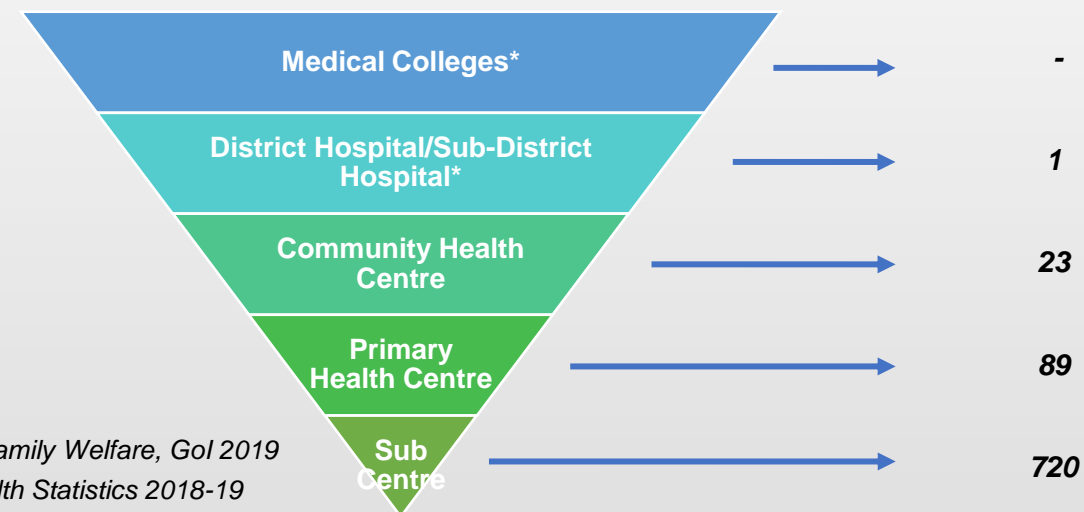 Medical Colleges*
-
District Hospital/Sub-District
Hospital*
1
Community Health
Centre
23
Primary
Health Centre
89
Sub
Centre
720
amily Welfare, GoI 2019
lth Statistics 2018-19